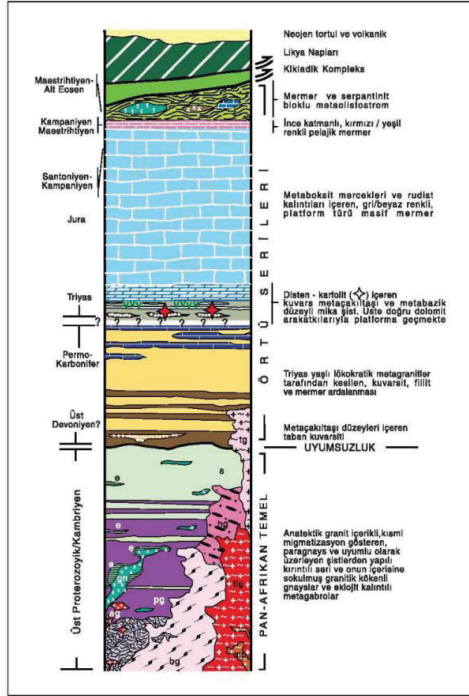 Neojen tortul ve volkanik
Likya Napları
Kikladik Kompleks
Maestrihtiyen-
Alt Eosen
Mermer ve serpantinit
bloklu metaolistostrom
Kampaniyen
Maestrihtiyen
İnce katmanlı, kırmızı / yeşil
renkli pelajik mermer
Santoniyen-
Kampaniyen
Jura
Metaboksit mercekleri ve rudist
kalıntıları içeren, gri/beyaz renkli,
platform türü masif mermer
ÖRTÜ SERİLERİ
Triyas
Disten - karfolit ( ) içeren
kuvars metaçakıltaşı ve metabazik
düzeyli mika şist. Üste doğru dolomit
arakatkılarıyla platforma geçmekte
? ? ? ? ? ? ?
Permo-
Karbonifer
Triyas yaşlı lökokratik metagranitler
tarafından kesilen, kuvarsit, fillit
ve mermer ardalanması
Üst
Devoniyen?
Metaçakıltaşı düzeyleri içeren
taban kuvarsiti
tg
UYUMSUZLUK
e
s
Üst Proterozoyik/Kambriyen
PAN-AFRİKAN TEMEL
hg
e
e
e
gn
pg
ag
bg
Anatektik granit içerikli,kısmi
migmatizasyon gösteren,
paragnays ve uyumlu olarak
üzerleyen şistlerden yapılı
kırıntılı seri ve onun içerisine
sokulmuş granitik kökenli
gnayslar ve eklojit kalıntılı
metagabrolar